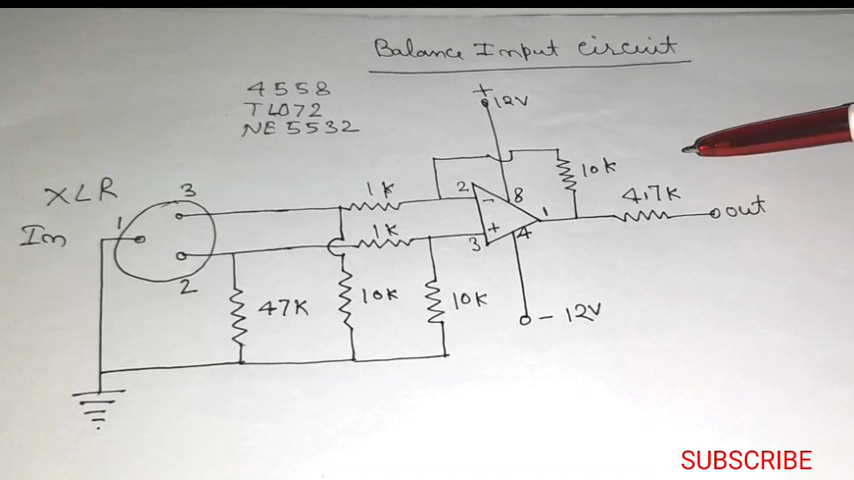 Balance Input circuit
4558
TL072
NE5532
+
12V
XLR
In
1
3
2
1K
1K
2
-
8
10K
1
4.7K
out
+
3
4
47K
10K
10K
- 12V
SUBSCRIBE